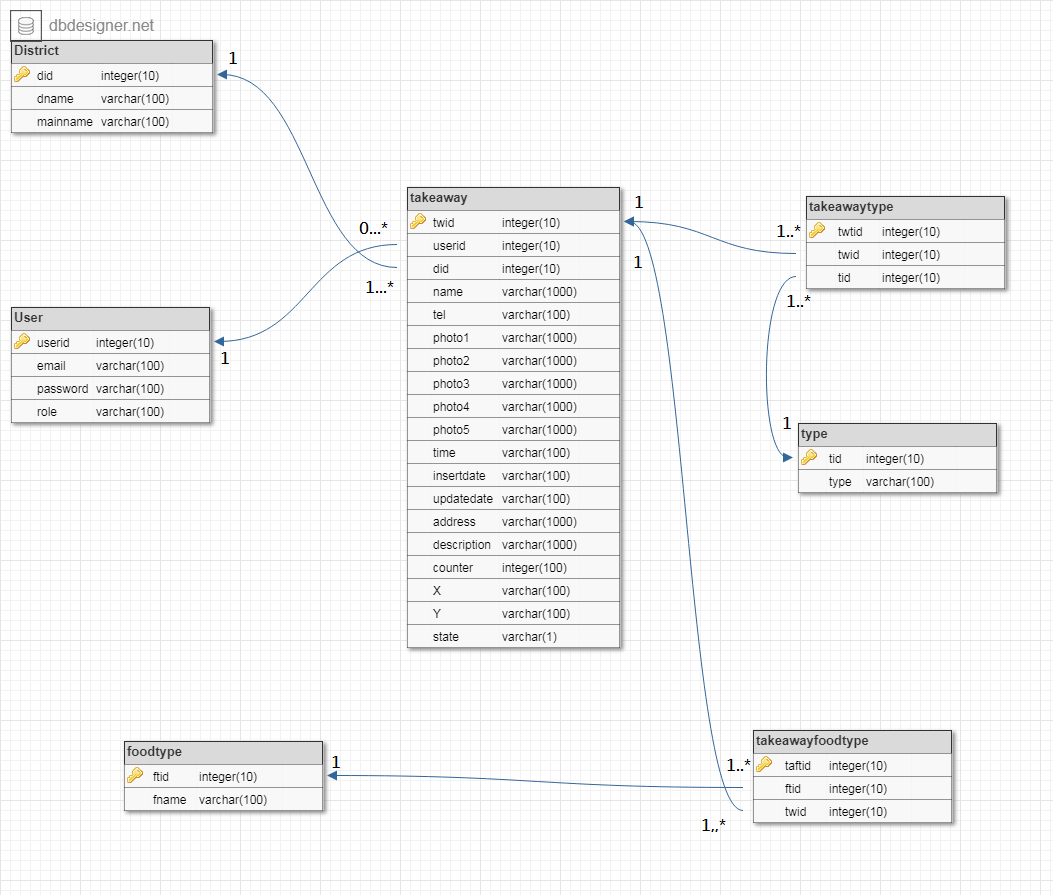 dbdesigner.net
District
did integer(10)
dname varchar(100)
mainname varchar(100)
1
0...*
1...*
User
userid integer(10)
email varchar(100)
password varchar(100)
role varchar(100)
1
takeaway
twid integer(10)
userid integer(10)
did integer(10)
name varchar(1000)
tel varchar(100)
photo1 varchar(1000)
photo2 varchar(1000)
photo3 varchar(1000)
photo4 varchar(1000)
photo5 varchar(1000)
time varchar(100)
insertdate varchar(100)
updatedate varchar(100)
address varchar(1000)
description varchar(1000)
counter integer(100)
X varchar(100)
Y varchar(100)
state varchar(1)
1
1
1..*
takeawaytype
twtid integer(10)
twid integer(10)
tid integer(10)
1..*
1
type
tid integer(10)
type varchar(100)
foodtype
ftid integer(10)
fname varchar(100)
1
1..*
1,,*
takeawayfoodtype
taftid integer(10)
ftid integer(10)
twid integer(10)